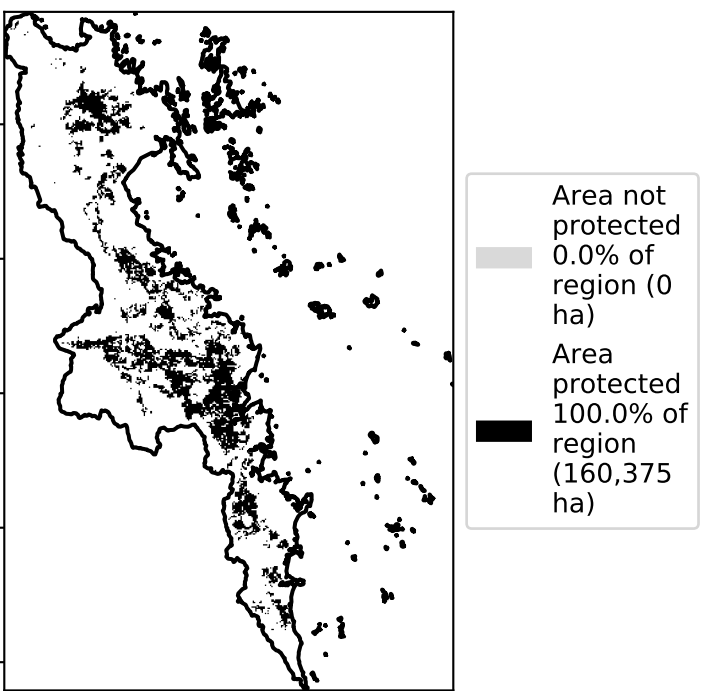 Area not
protected
0.0% of
region (0
ha)
Area
protected
100.0% of
region
(160,375
ha)